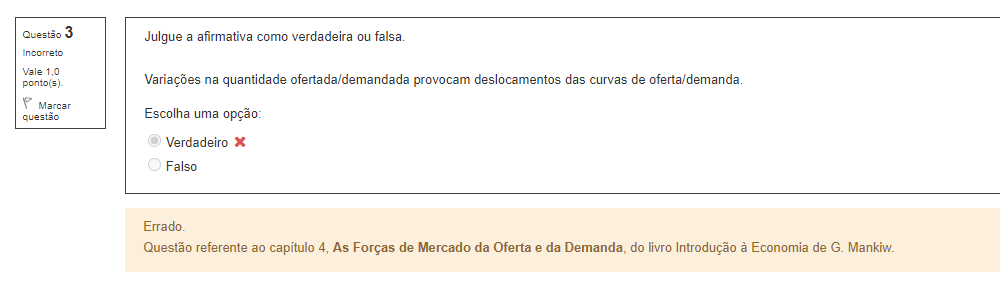 Questão 3
Incorreto
Vale 1,0
ponto(s).
Marcar
questão
Julgue a afirmativa como verdadeira ou falsa.
Variações na quantidade ofertada/demandada provocam deslocamentos das curvas de oferta/demanda.
Escolha uma opção:
Verdadeiro
Falso
Errado.
Questão referente ao capítulo 4, As Forças de Mercado da Oferta e da Demanda, do livro Introdução à Economia de G. Mankiw.